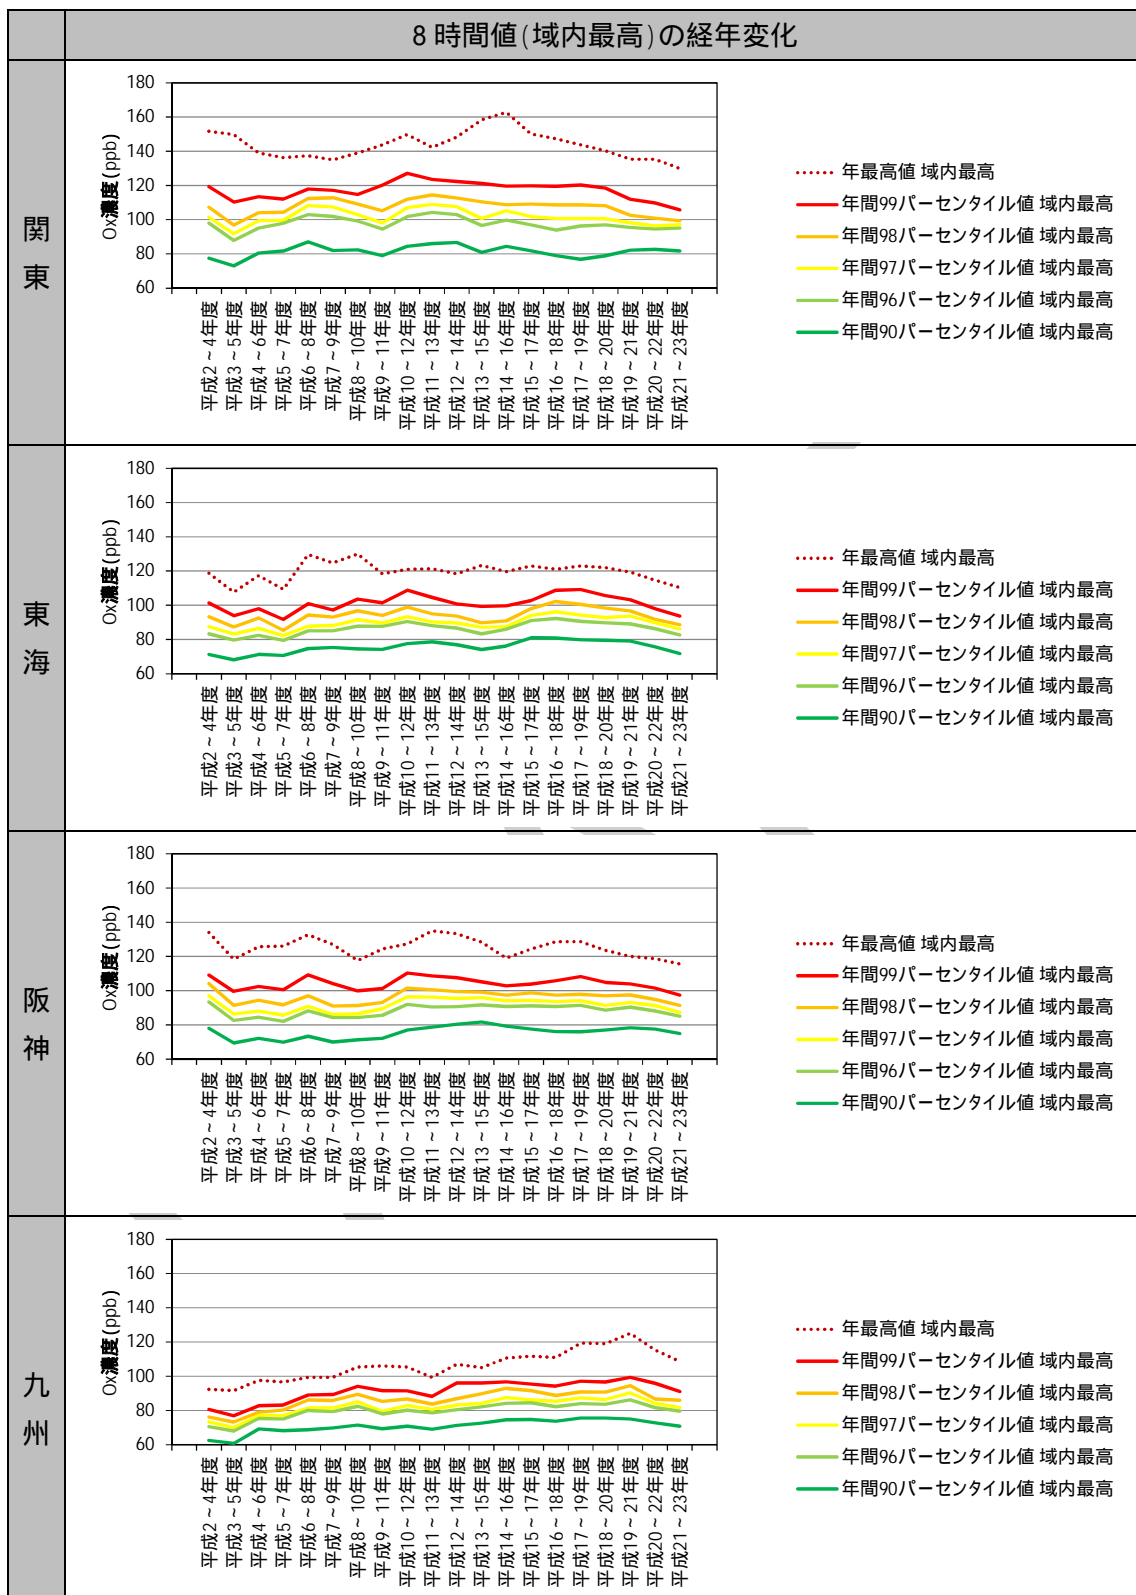 8時間値(域内最高)の経年変化
関東
Ox濃度(ppb)
180
160
140
120
100
80
60
平成2～4年度
平成3～5年度
平成4～6年度
平成5～7年度
平成6～8年度
平成7～9年度
平成8～10年度
平成9～11年度
平成10～12年度
平成11～13年度
平成12～14年度
平成13～15年度
平成14～16年度
平成15～17年度
平成16～18年度
平成17～19年度
平成18～20年度
平成19～21年度
平成20～22年度
平成21～23年度
年最高値 域内最高
年間99パーセンタイル値 域内最高
年間98パーセンタイル値 域内最高
年間97パーセンタイル値 域内最高
年間96パーセンタイル値 域内最高
年間90パーセンタイル値 域内最高
東海
Ox濃度(ppb)
180
160
140
120
100
80
60
平成2～4年度
平成3～5年度
平成4～6年度
平成5～7年度
平成6～8年度
平成7～9年度
平成8～10年度
平成9～11年度
平成10～12年度
平成11～13年度
平成12～14年度
平成13～15年度
平成14～16年度
平成15～17年度
平成16～18年度
平成17～19年度
平成18～20年度
平成19～21年度
平成20～22年度
平成21～23年度
年最高値 域内最高
年間99パーセンタイル値 域内最高
年間98パーセンタイル値 域内最高
年間97パーセンタイル値 域内最高
年間96パーセンタイル値 域内最高
年間90パーセンタイル値 域内最高
阪神
Ox濃度(ppb)
180
160
140
120
100
80
60
平成2～4年度
平成3～5年度
平成4～6年度
平成5～7年度
平成6～8年度
平成7～9年度
平成8～10年度
平成9～11年度
平成10～12年度
平成11～13年度
平成12～14年度
平成13～15年度
平成14～16年度
平成15～17年度
平成16～18年度
平成17～19年度
平成18～20年度
平成19～21年度
平成20～22年度
平成21～23年度
年最高値 域内最高
年間99パーセンタイル値 域内最高
年間98パーセンタイル値 域内最高
年間97パーセンタイル値 域内最高
年間96パーセンタイル値 域内最高
年間90パーセンタイル値 域内最高
九州
Ox濃度(ppb)
180
160
140
120
100
80
60
平成2～4年度
平成3～5年度
平成4～6年度
平成5～7年度
平成6～8年度
平成7～9年度
平成8～10年度
平成9～11年度
平成10～12年度
平成11～13年度
平成12～14年度
平成13～15年度
平成14～16年度
平成15～17年度
平成16～18年度
平成17～19年度
平成18～20年度
平成19～21年度
平成20～22年度
平成21～23年度
年最高値 域内最高
年間99パーセンタイル値 域内最高
年間98パーセンタイル値 域内最高
年間97パーセンタイル値 域内最高
年間96パーセンタイル値 域内最高
年間90パーセンタイル値 域内最高